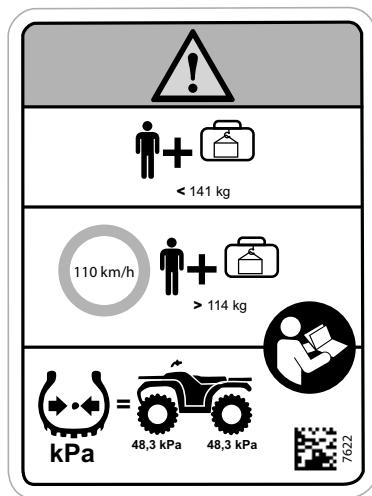 !
+
< 141 kg
110 km/h
+
> 114 kg
=
kPa
48,3 kPa 48,3 kPa
7622